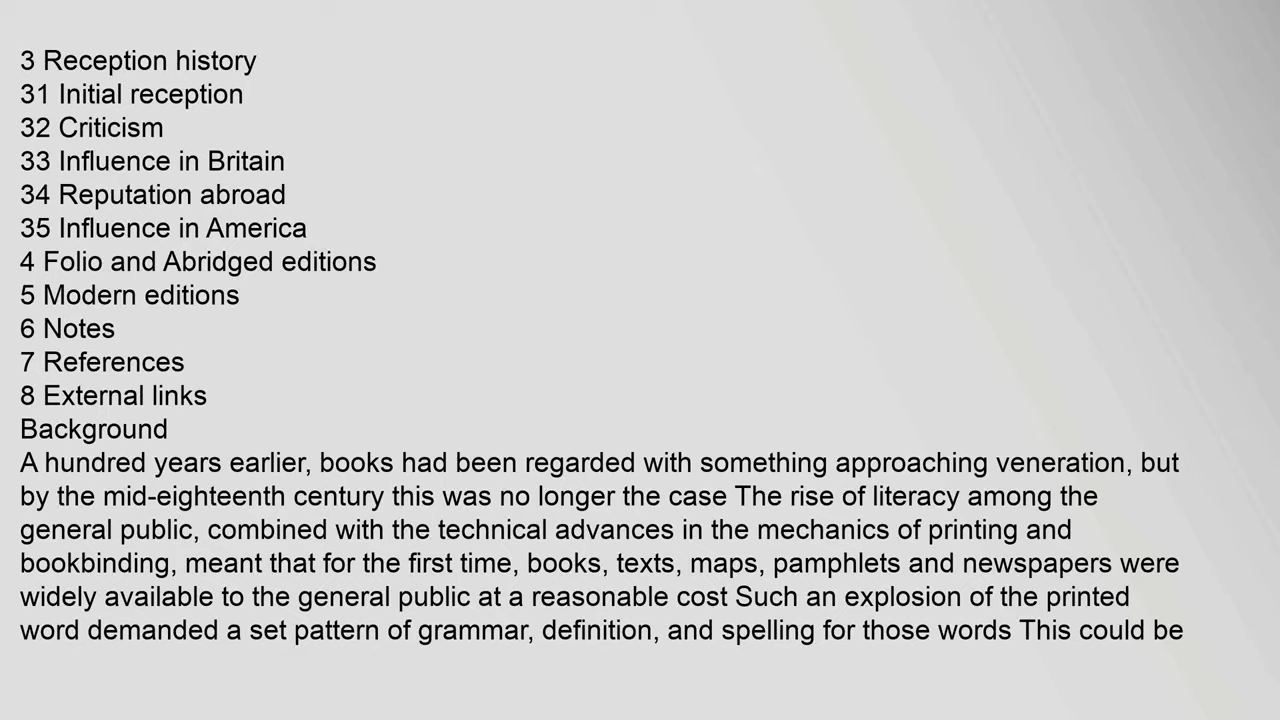 3 Reception history
31 Initial reception
32 Criticism
33 Influence in Britain
34 Reputation abroad
35 Influence in America
4 Folio and Abridged editions
5 Modern editions
6 Notes
7 References
8 External links
Background
A hundred years earlier, books had been regarded with something approaching veneration, but
by the mid-eighteenth century this was no longer the case The rise of literacy among the
general public, combined with the technical advances in the mechanics of printing and
bookbinding, meant that for the first time, books, texts, maps, pamphlets and newspapers were
widely available to the general public at a reasonable cost Such an explosion of the printed
word demanded a set pattern of grammar, definition, and spelling for those words This could be